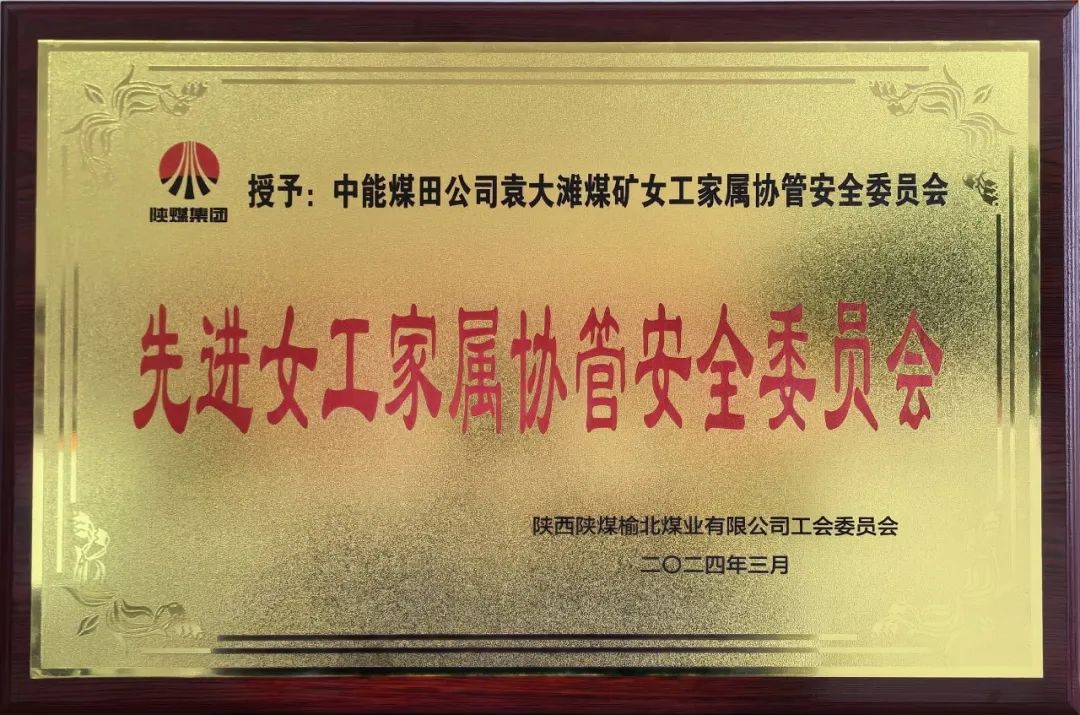 陕煤集团
授予：中能煤田公司袁大滩煤矿女工家属协管安全委员会
先进女工家属协管安全委员会
陕西陕煤榆北煤业有限公司工会委员会
二〇二四年三月